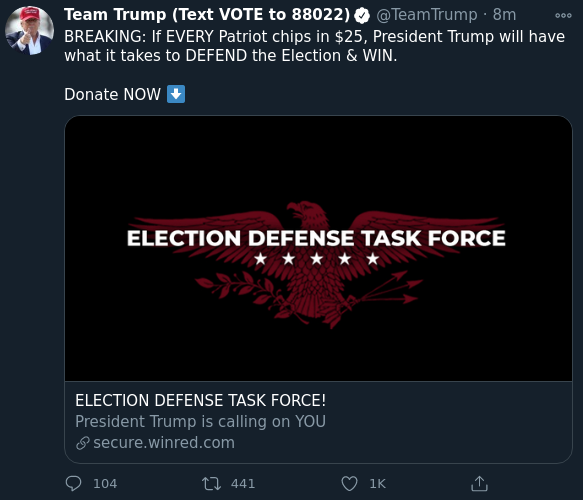 Team Trump (Text VOTE to 88022) @TeamTrump · 8m
BREAKING: If EVERY Patriot chips in $25, President Trump will have
what it takes to DEFEND the Election & WIN.
Donate NOW ⬇️
ELECTION DEFENSE TASK FORCE
ELECTION DEFENSE TASK FORCE!
President Trump is calling on YOU
secure.winred.com
104 441 1K